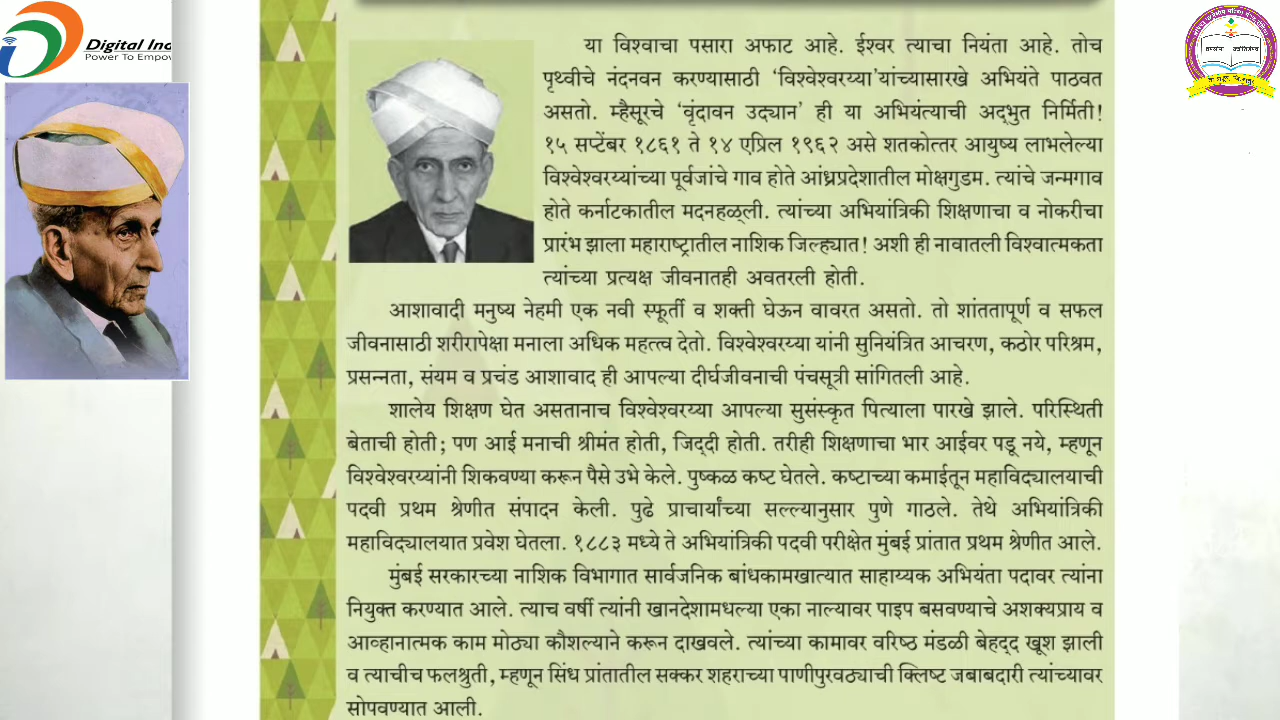 Digital Inc
Power To Empov
या विश्वाचा पसारा अफाट आहे. ईश्वर त्याचा नियंता आहे. तोच
पृथ्वीचे नंदनवन करण्यासाठी ‘विश्वेश्वरय्या’यांच्यासारखे अभियंते पाठवत
असतो. म्हैसूरचे ‘वृंदावन उद्यान’ ही या अभियंत्याची अद्भुत निर्मिती!
१५ सप्टेंबर १८६१ ते १४ एप्रिल १९६२ असे शतकोत्तर आयुष्य लाभलेल्या
विश्वेश्वरय्यांच्या पूर्वजांचे गाव होते आंध्रप्रदेशातील मोक्षगुडम. त्यांचे जन्मगाव
होते कर्नाटकातील मदनहळ्ली. त्यांच्या अभियांत्रिकी शिक्षणाचा व नोकरीचा
प्रारंभ झाला महाराष्ट्रातील नाशिक जिल्ह्यात! अशी ही नावातली विश्वात्मकता
त्यांच्या प्रत्यक्ष जीवनातही अवतरली होती.
आशावादी मनुष्य नेहमी एक नवी स्फूर्ती व शक्ती घेऊन वावरत असतो. तो शांततापूर्ण व सफल
जीवनासाठी शरीरापेक्षा मनाला अधिक महत्त्व देतो. विश्वेश्वरय्या यांनी सुनियंत्रित आचरण, कठोर परिश्रम,
प्रसन्नता, संयम व प्रचंड आशावाद ही आपल्या दीर्घजीवनाची पंचसूत्री सांगितली आहे.
शालेय शिक्षण घेत असतानाच विश्वेश्वरय्या आपल्या सुसंस्कृत पित्याला पारखे झाले. परिस्थिती
बेताची होती; पण आई मनाची श्रीमंत होती, जिद्दी होती. तरीही शिक्षणाचा भार आईवर पडू नये, म्हणून
विश्वेश्वरय्यांनी शिकवण्या करून पैसे उभे केले. पुष्कळ कष्ट घेतले. कष्टाच्या कमाईतून महाविद्यालयाची
पदवी प्रथम श्रेणीत संपादन केली. पुढे प्राचार्यांच्या सल्ल्यानुसार पुणे गाठले. तेथे अभियांत्रिकी
महाविद्यालयात प्रवेश घेतला. १८८३ मध्ये ते अभियांत्रिकी पदवी परीक्षेत मुंबई प्रांतात प्रथम श्रेणीत आले.
मुंबई सरकारच्या नाशिक विभागात सार्वजनिक बांधकामखात्यात साहाय्यक अभियंता पदावर त्यांना
नियुक्त करण्यात आले. त्याच वर्षी त्यांनी खानदेशामधल्या एका नाल्यावर पाइप बसवण्याचे अशक्यप्राय व
आव्हानात्मक काम मोठ्या कौशल्याने करून दाखवले. त्यांच्या कामावर वरिष्ठ मंडळी बेहद्द खूश झाली
व त्याचीच फलश्रुती, म्हणून सिंध प्रांतातील सक्कर शहराच्या पाणीपुरवठ्याची क्लिष्ट जबाबदारी त्यांच्यावर
सोपवण्यात आली.